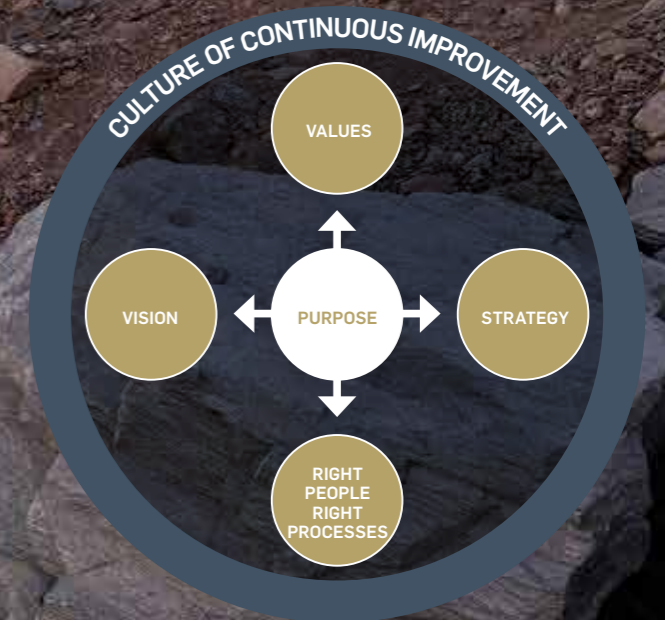 CULTURE OF CONTINUOUS IMPROVEMENT
VALUES
VISION
PURPOSE
STRATEGY
RIGHT
PEOPLE
RIGHT
PROCESSES